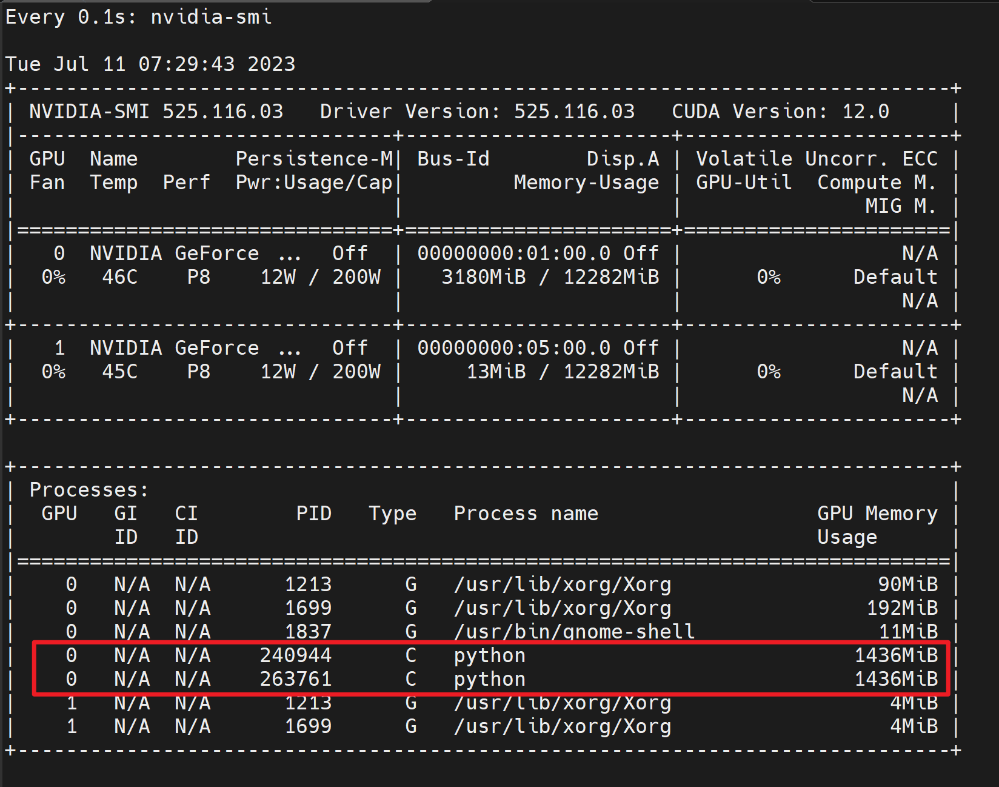 Every 0.1s: nvidia-smi
Tue Jul 11 07:29:43 2023
+-----------------------------------------------------------------------------+
| NVIDIA-SMI 525.116.03   Driver Version: 525.116.03   CUDA Version: 12.0     |
|-------------------------------+----------------------+----------------------+
| GPU  Name        Persistence-M| Bus-Id        Disp.A | Volatile Uncorr. ECC |
| Fan  Temp  Perf  Pwr:Usage/Cap|         Memory-Usage | GPU-Util  Compute M. |
|                               |                      |               MIG M. |
|===============================+======================+======================|
|   0  NVIDIA GeForce ...  Off  | 00000000:01:00.0 Off |                  N/A |
|  0%   46C    P8    12W / 200W |   3180MiB / 12282MiB |      0%      Default |
|                               |                      |                  N/A |
+-------------------------------+----------------------+----------------------+
|   1  NVIDIA GeForce ...  Off  | 00000000:05:00.0 Off |                  N/A |
|  0%   45C    P8    12W / 200W |     13MiB / 12282MiB |      0%      Default |
|                               |                      |                  N/A |
+-------------------------------+----------------------+----------------------+
+-----------------------------------------------------------------------------+
| Processes:                                                                  |
|  GPU   GI   CI        PID   Type   Process name                  GPU Memory |
|        ID   ID                                                   Usage      |
|=============================================================================|
|    0   N/A  N/A      1213      G   /usr/lib/xorg/Xorg                 90MiB |
|    0   N/A  N/A      1699      G   /usr/lib/xorg/Xorg                192MiB |
|    0   N/A  N/A      1837      G   /usr/bin/gnome-shell               11MiB |
|    0   N/A  N/A    240944      C   python                           1436MiB |
|    0   N/A  N/A    263761      C   python                           1436MiB |
|    1   N/A  N/A      1213      G   /usr/lib/xorg/Xorg                  4MiB |
|    1   N/A  N/A      1699      G   /usr/lib/xorg/Xorg                  4MiB |
+-----------------------------------------------------------------------------+